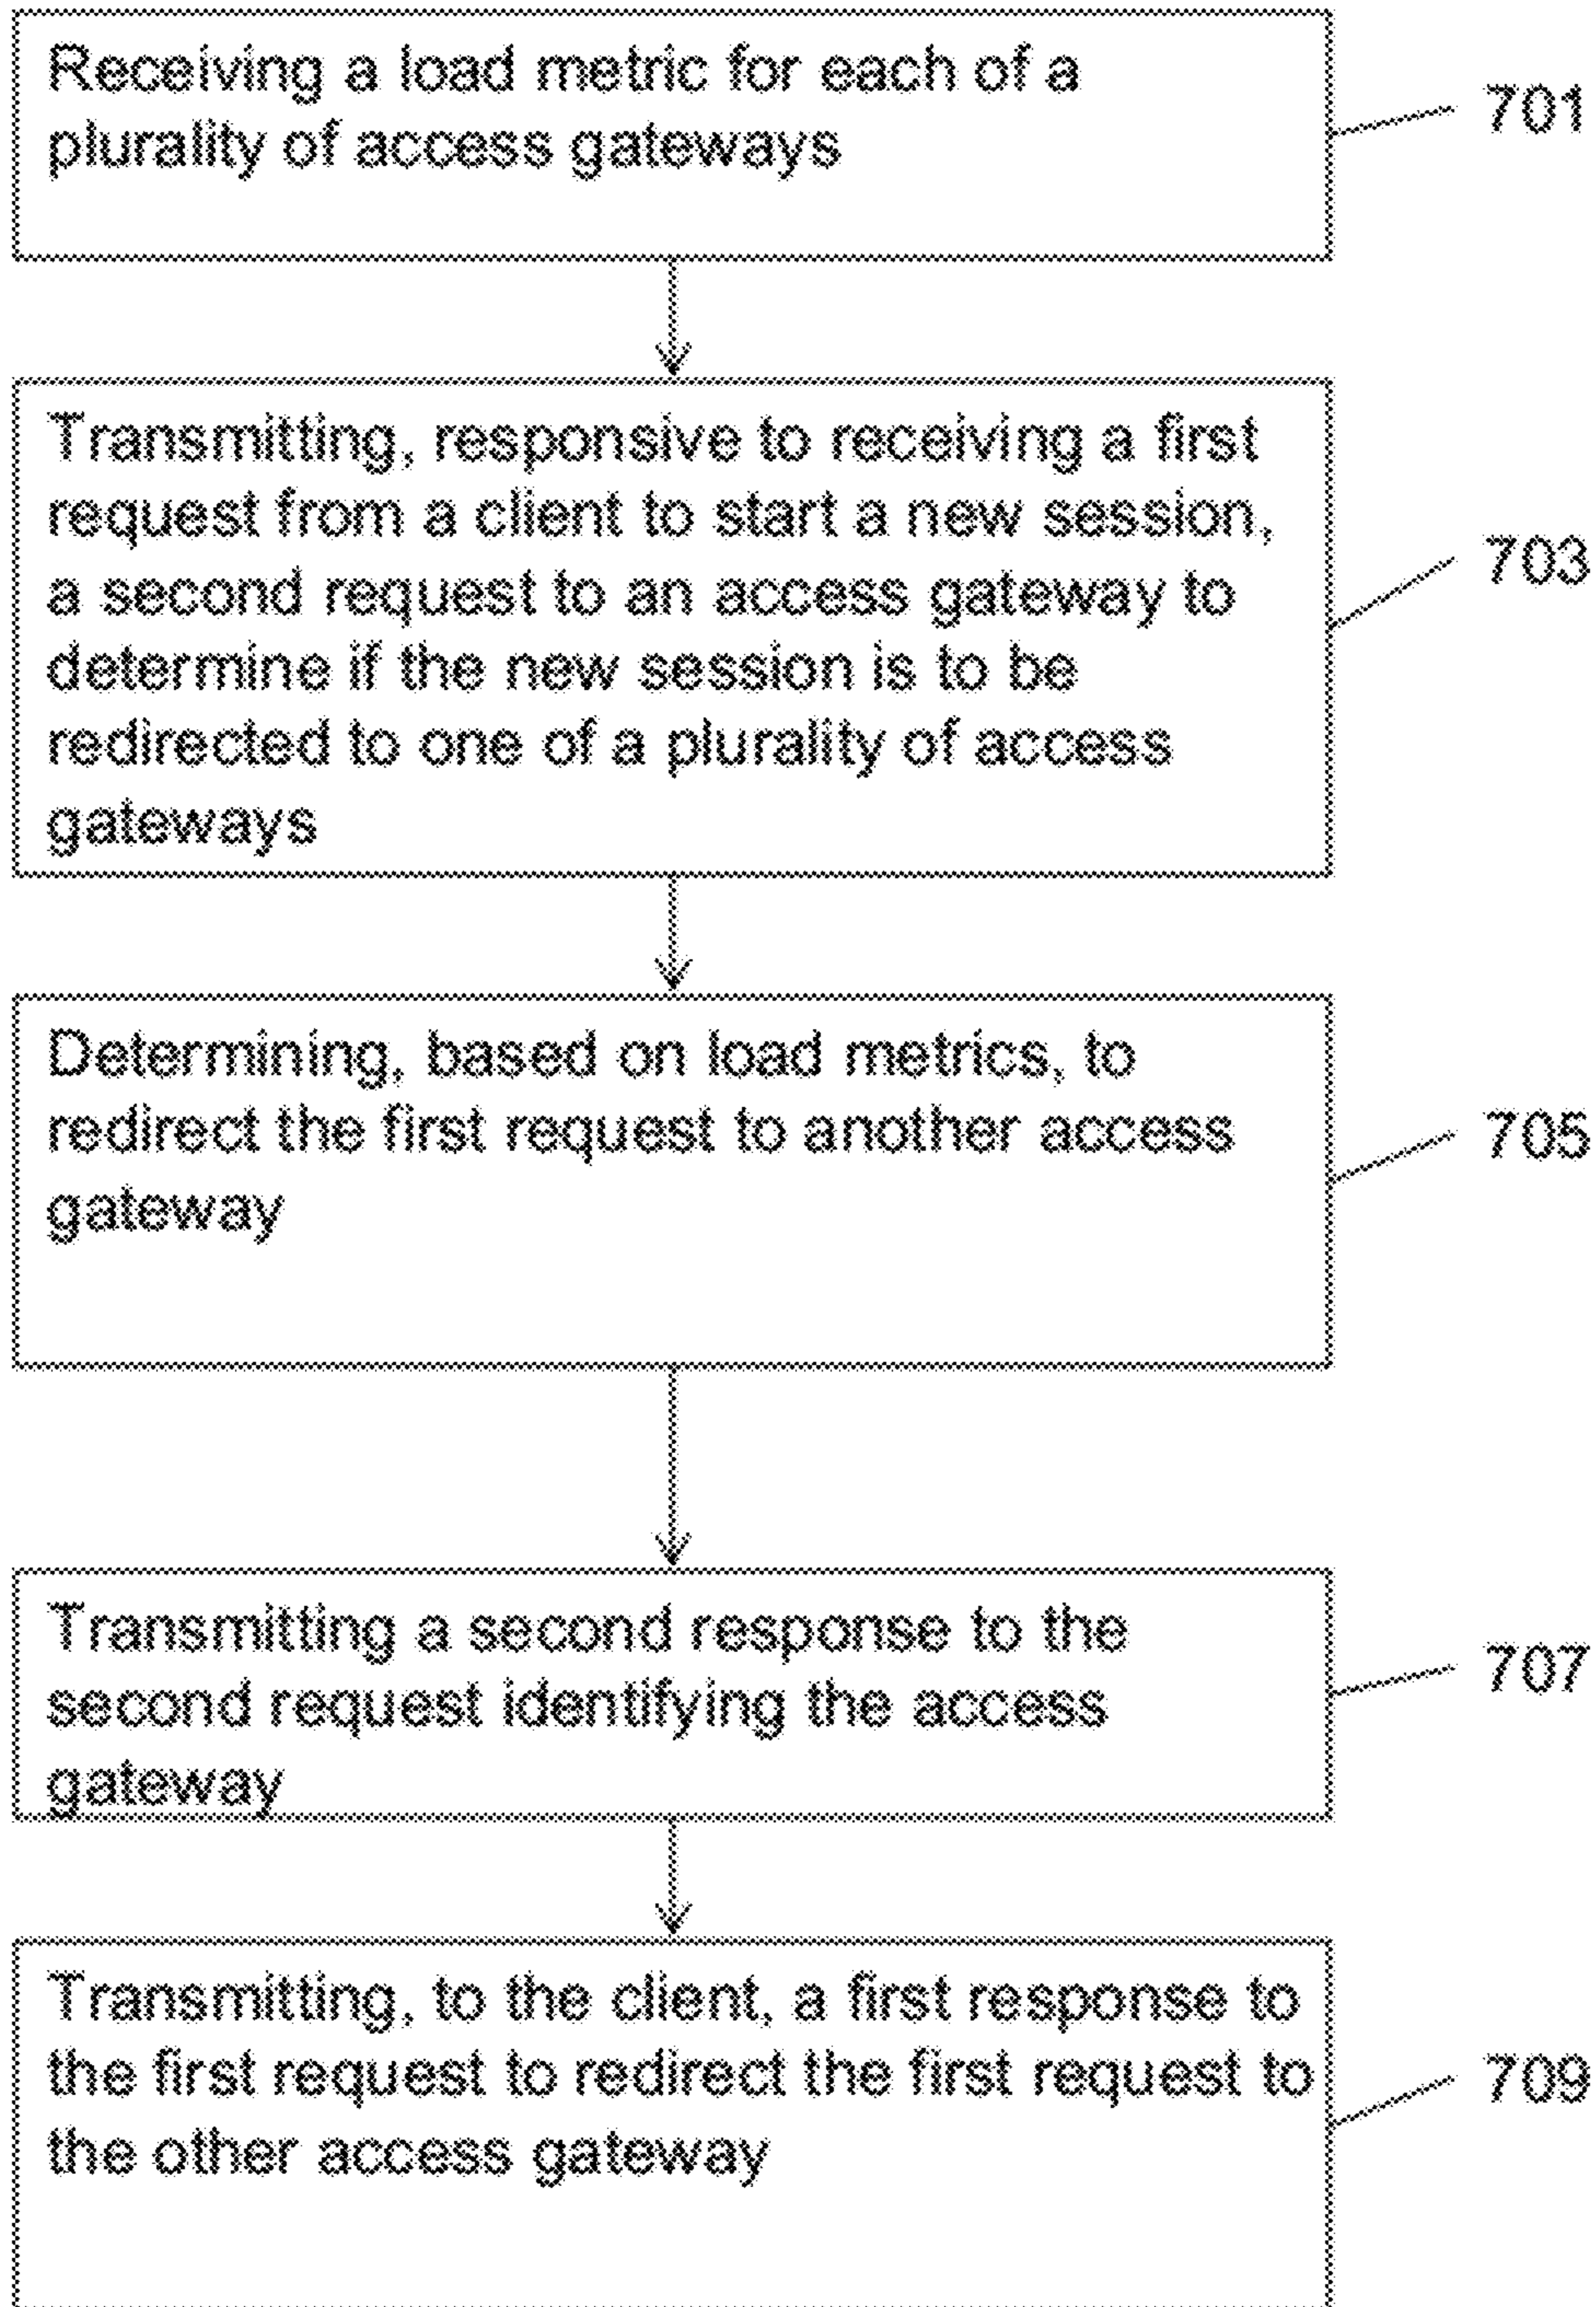 Receiving a load metric for each of a
plurality of access gateways
701
Transmitting, responsive to receiving a first
request from a client to start a new session,
a second request to an access gateway to
determine if the new session is to be
redirected to one of a plurality of access
gateways
703
Determining, based on load metrics, to
redirect the first request to another access
gateway
705
Transmitting a second response to the
second request identifying the access
gateway
707
Transmitting, to the client, a first response to
the first request to redirect the first request to
the other access gateway
709